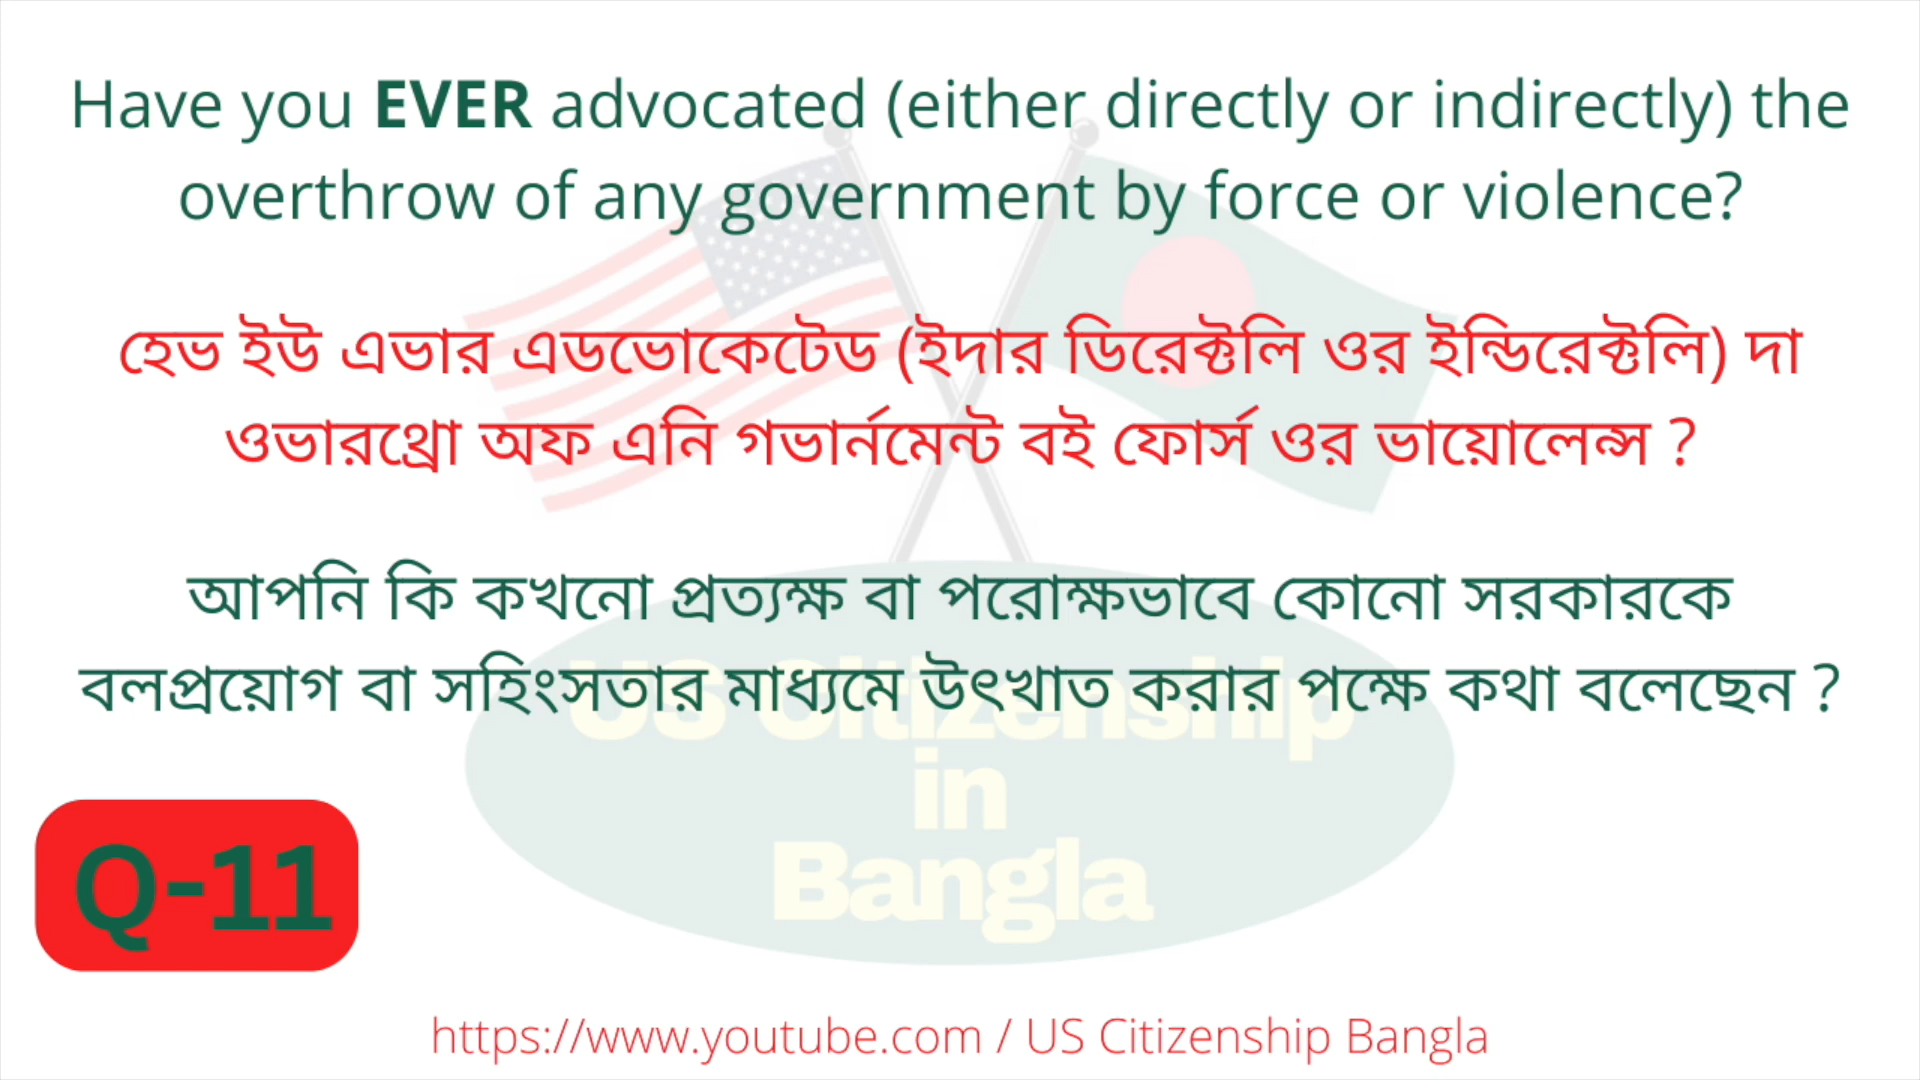 Have you EVER advocated (either directly or indirectly) the
overthrow of any government by force or violence?
হেভ ইউ এভার এডভোকেটেড (ইদার ডিরেক্টলি ওর ইন্ডিরেক্টলি) দা
ওভারথ্রো অফ এনি গভার্নমেন্ট বই ফোর্স ওর ভায়োলেন্স ?
আপনি কি কখনো প্রত্যক্ষ বা পরোক্ষভাবে কোনো সরকারকে
বলপ্রয়োগ বা সহিংসতার মাধ্যমে উৎখাত করার পক্ষে কথা বলেছেন ?
US Citizenship
in
Bangla
Q-11
https://www.youtube.com / US Citizenship Bangla